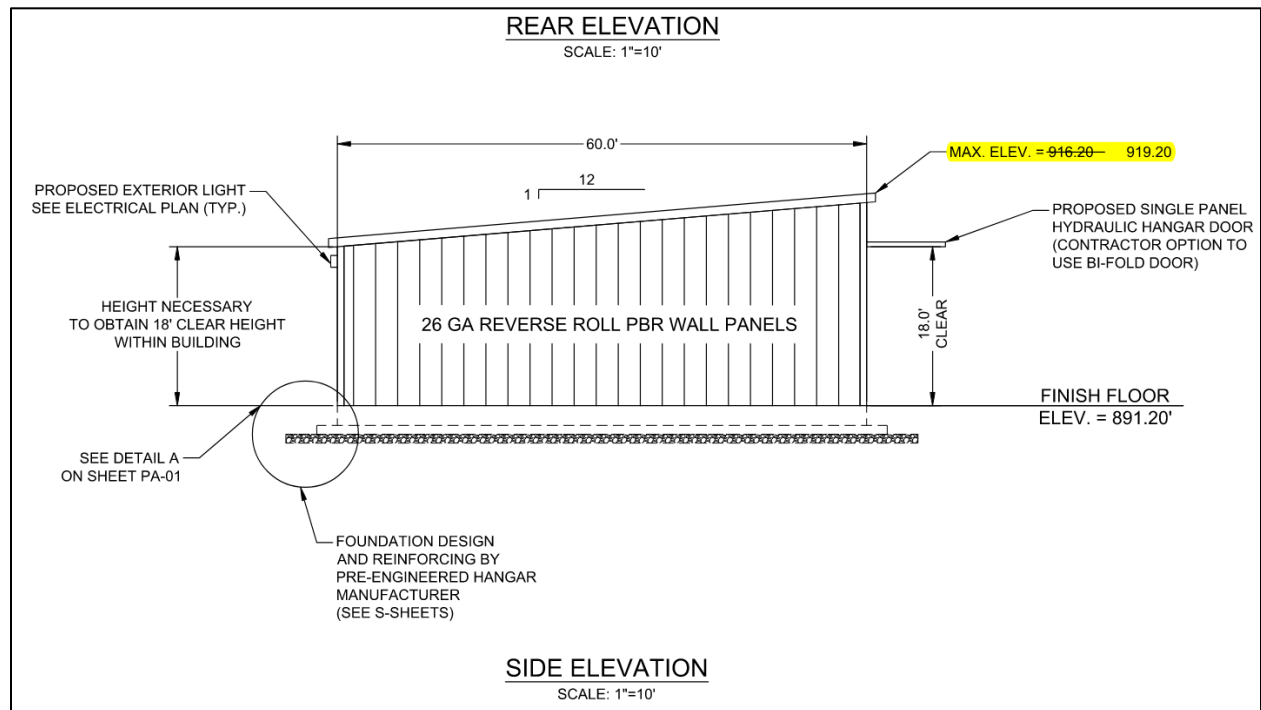 REAR ELEVATION
SCALE: 1"=10'
60.0'
MAX. ELEV. = 916.20 919.20
12
1
PROPOSED EXTERIOR LIGHT
SEE ELECTRICAL PLAN (TYP.)
PROPOSED SINGLE PANEL
HYDRAULIC HANGAR DOOR
(CONTRACTOR OPTION TO
USE BI-FOLD DOOR)
HEIGHT NECESSARY
TO OBTAIN 18' CLEAR HEIGHT
WITHIN BUILDING
26 GA REVERSE ROLL PBR WALL PANELS
18.0'
CLEAR
FINISH FLOOR
ELEV. = 891.20'
SEE DETAIL A
ON SHEET PA-01
FOUNDATION DESIGN
AND REINFORCING BY
PRE-ENGINEERED HANGAR
MANUFACTURER
(SEE S-SHEETS)
SIDE ELEVATION
SCALE: 1"=10'